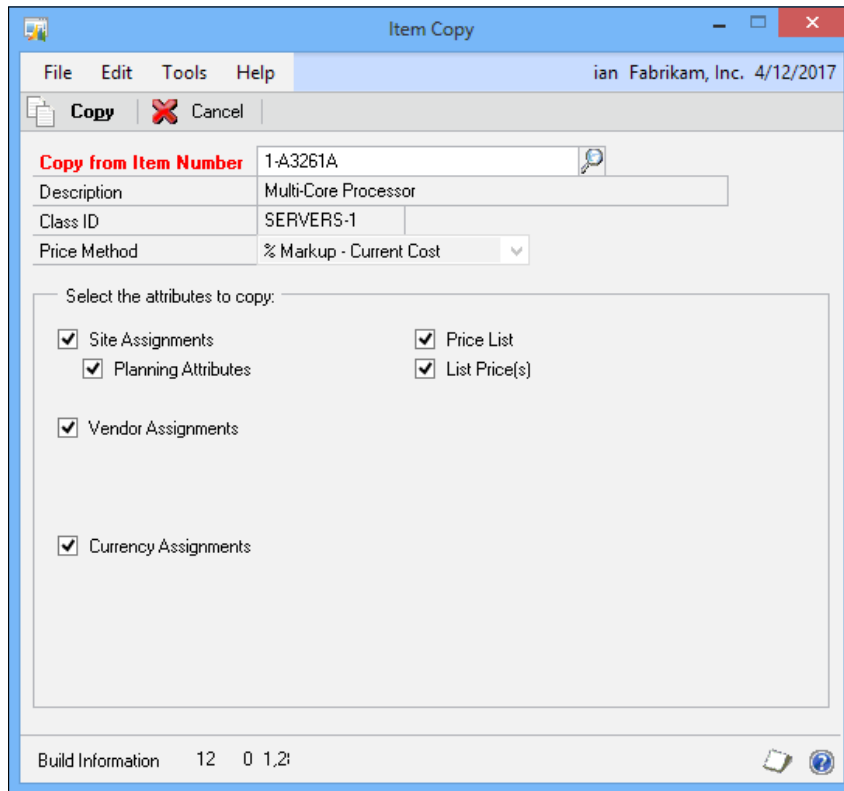 Item Copy
File Edit Tools Help ian Fabrikam, Inc. 4/12/2017
Copy Cancel
Copy from Item Number 1-A3261A
Description Multi-Core Processor
Class ID SERVERS-1
Price Method % Markup - Current Cost
Select the attributes to copy:
Site Assignments Price List
Planning Attributes List Price(s)
Vendor Assignments
Currency Assignments
Build Information 12 0